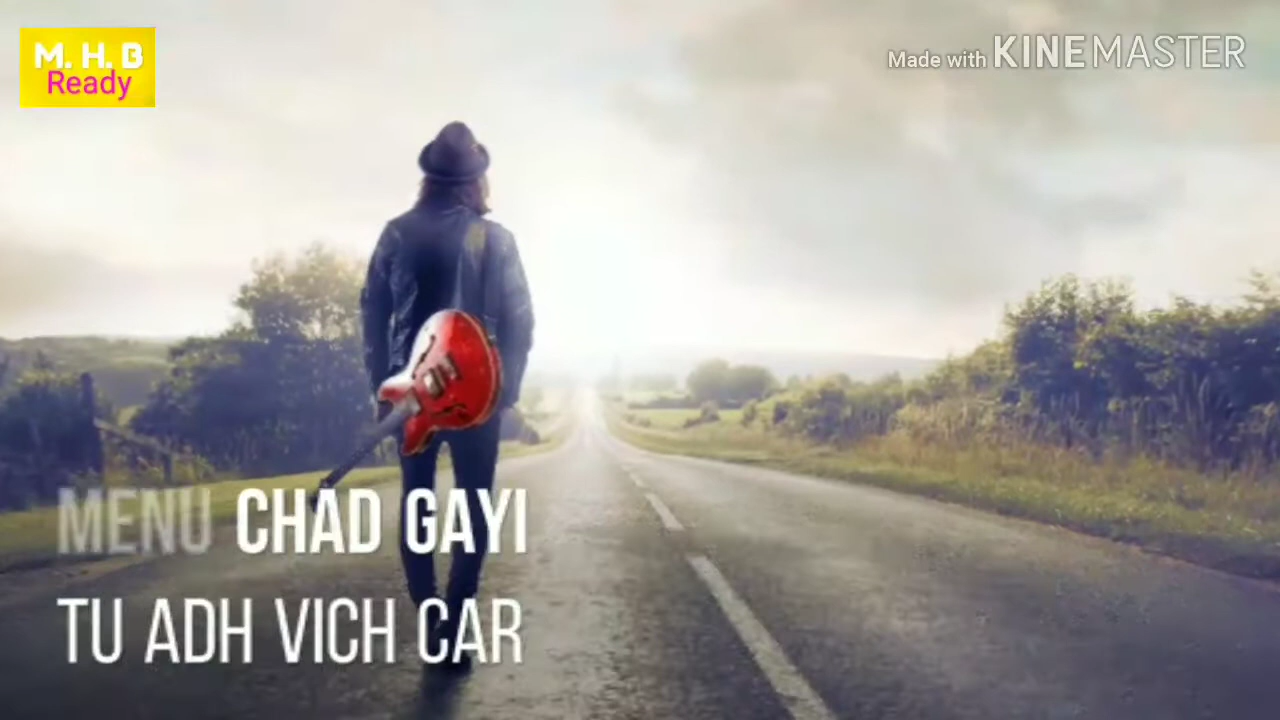 M. H. B
Ready
Made with KINEMASTER
MENU CHAD GAYI
TU ADH VICH CAR